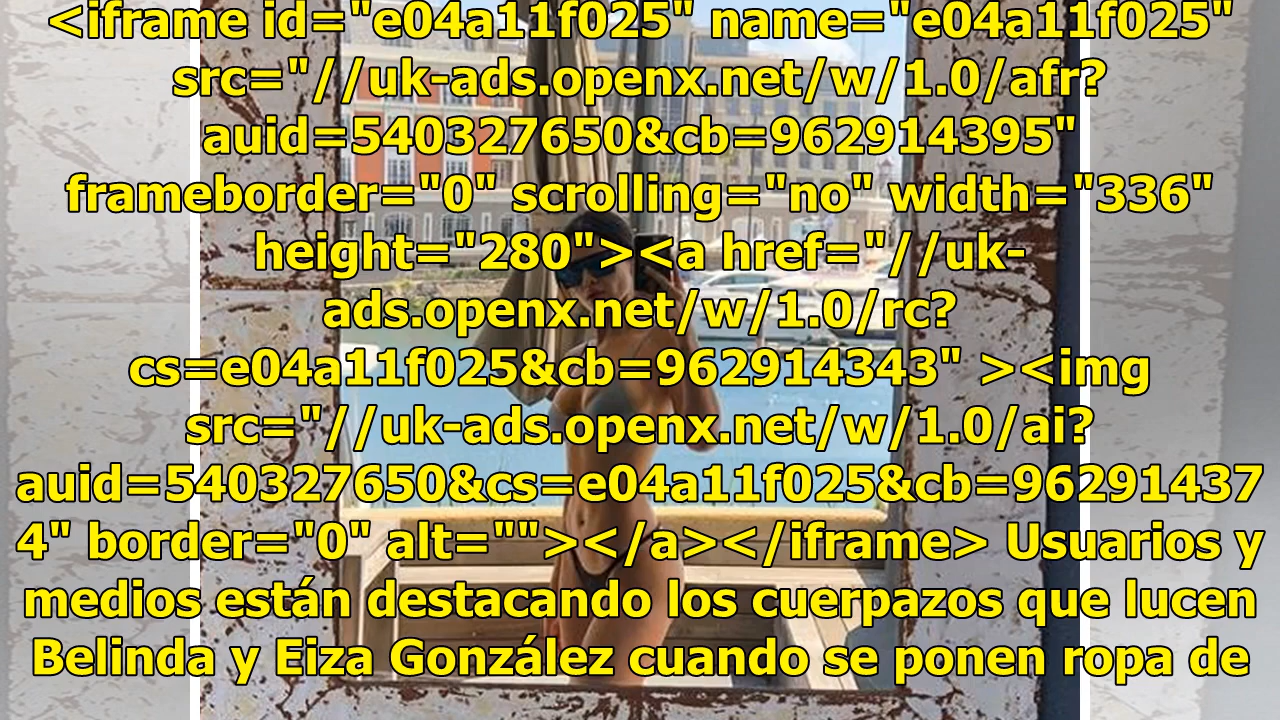 <iframe id="e04a11f025" name="e04a11f025"
src="//uk-ads.openx.net/w/1.0/afr?
auid=540327650&cb=962914395"
frameborder="0" scrolling="no" width="336"
height="280"><a href="//uk-
ads.openx.net/w/1.0/rc?
cs=e04a11f025&cb=962914343" ><img
src="//uk-ads.openx.net/w/1.0/ai?
auid=540327650&cs=e04a11f025&cb=96291437
4" border="0" alt=""></a></iframe> Usuarios y
medios están destacando los cuerpazos que lucen
Belinda y Eiza González cuando se ponen ropa de